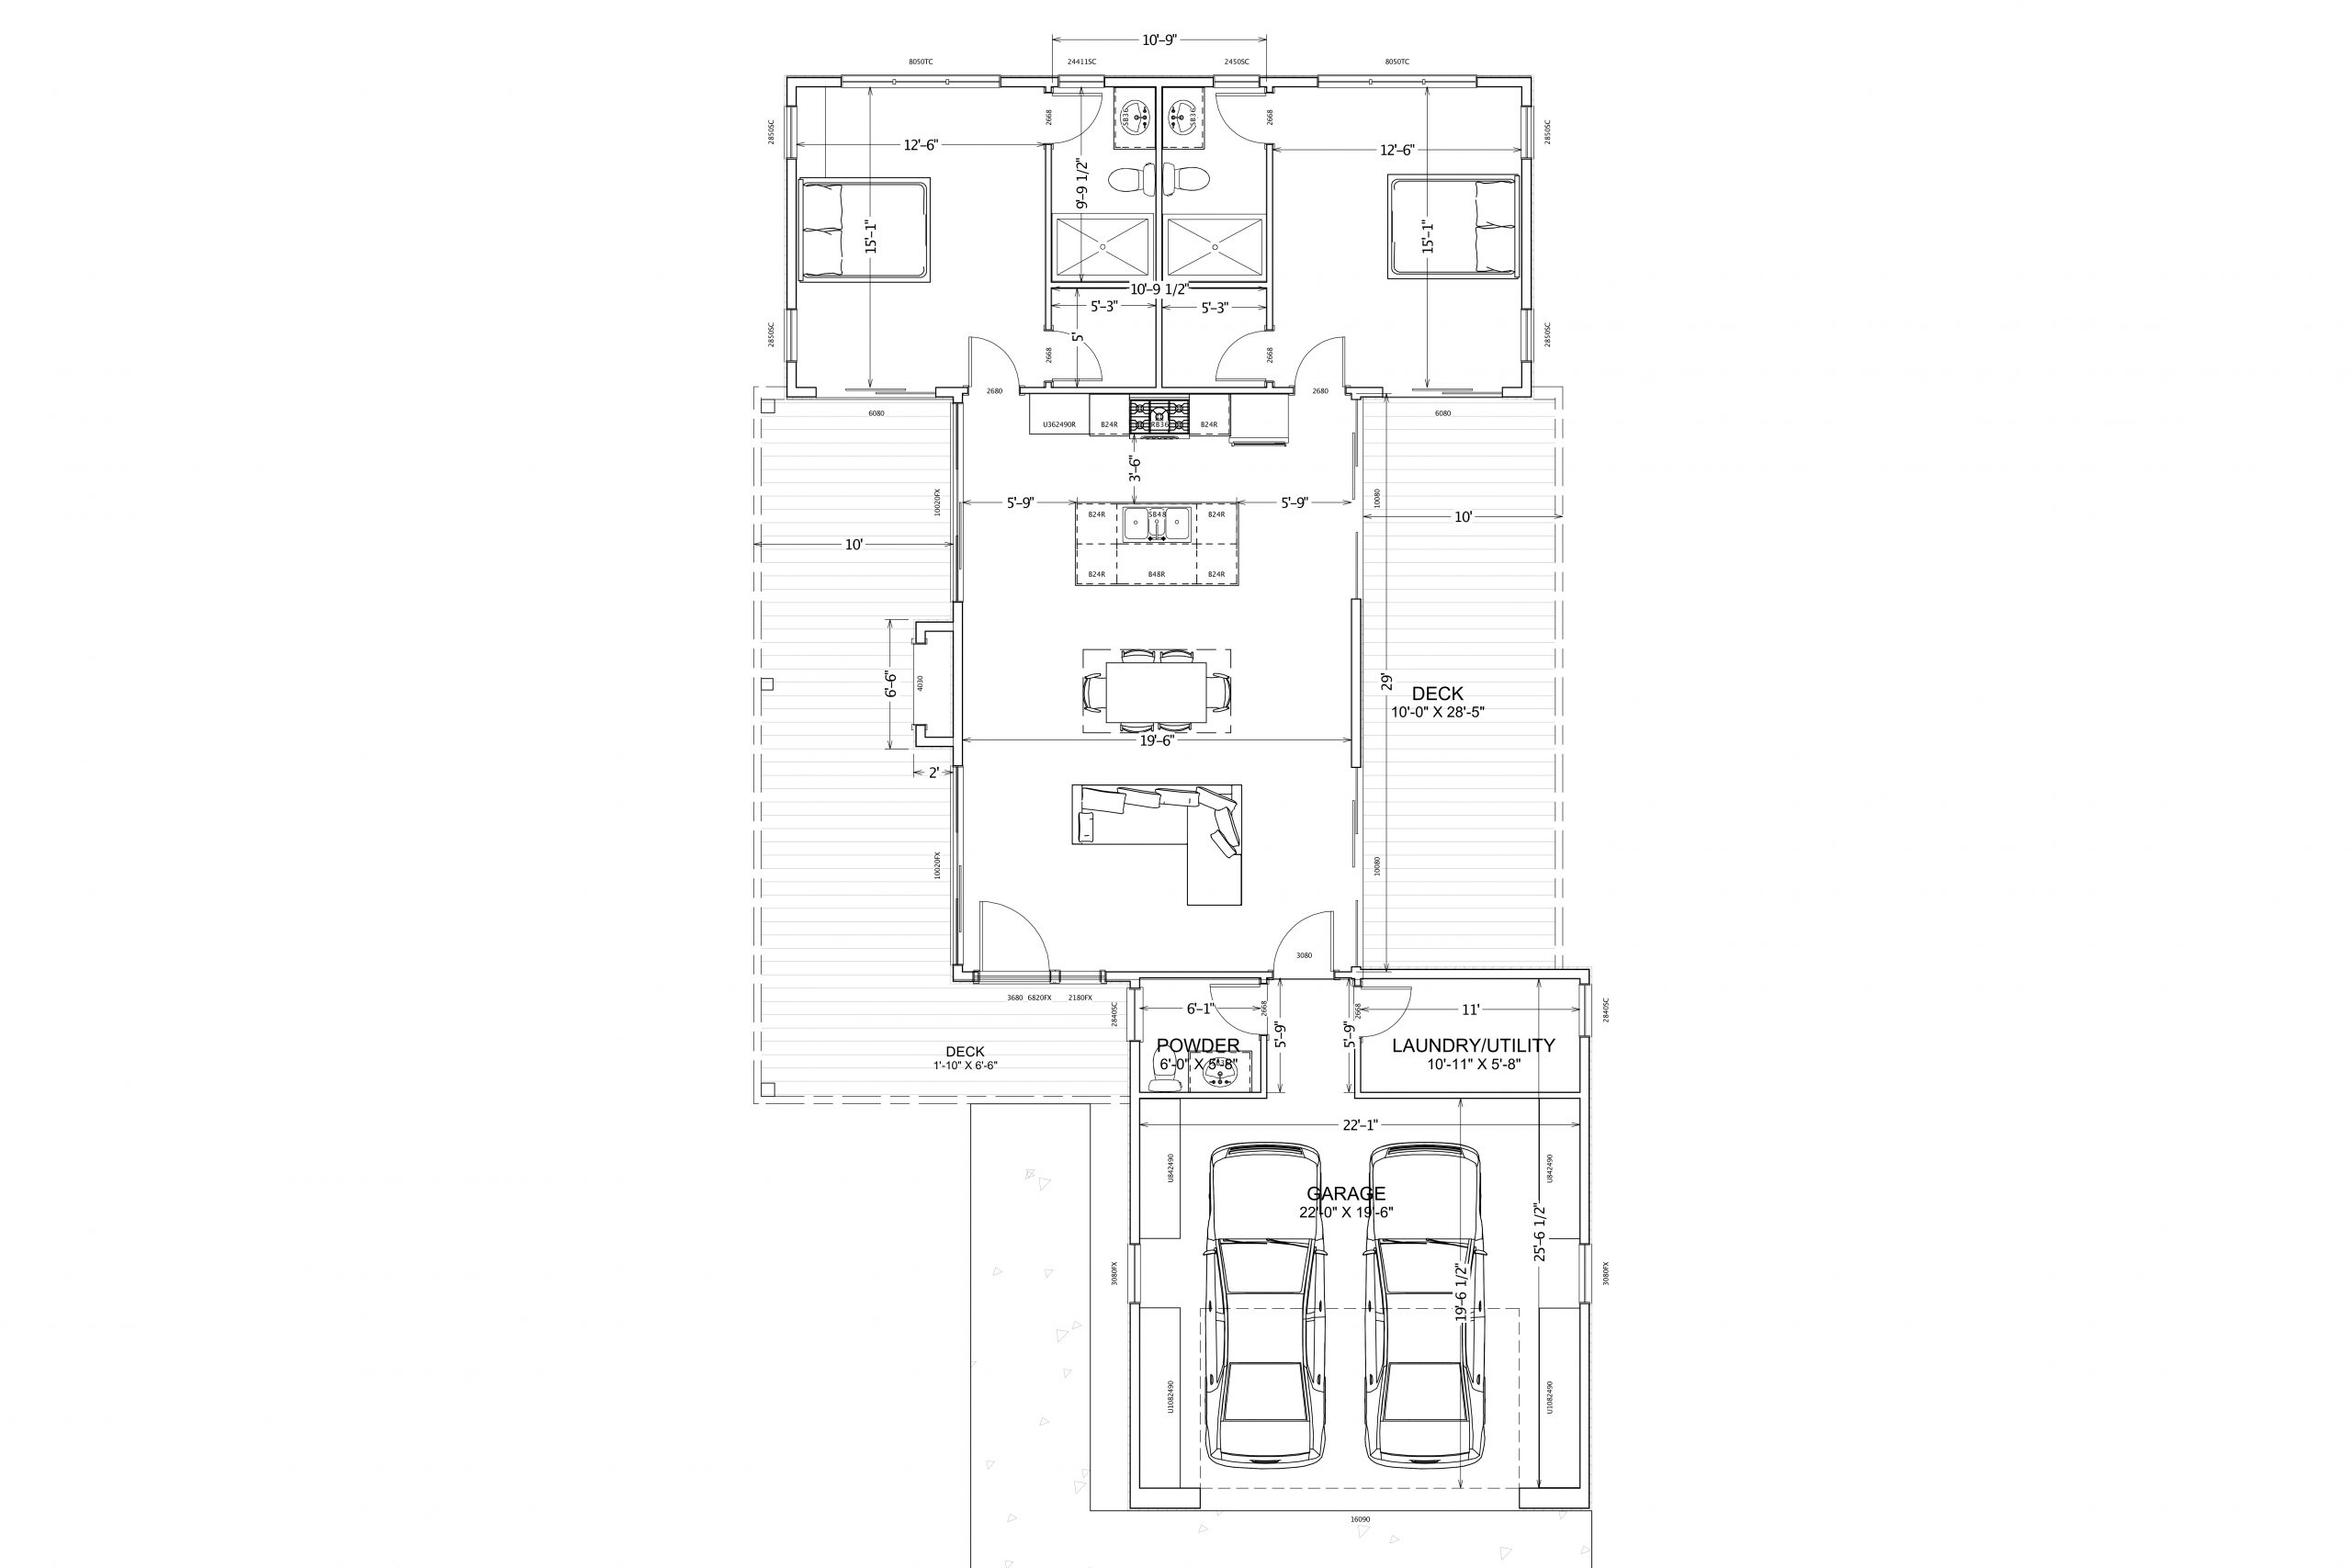 10'-9"
8050TC
24411SC
2450SC
8050TC
2850SC
2668
SB36
SB36
2668
2850SC
12'-6"
12'-6"
9'-9 1/2"
15'-1"
15'-1"
10'-9 1/2"
5'-3"
5'-3"
2850SC
5'
2668
2668
2850SC
2680
2680
6080
6080
U362490R
B24R
RB36
B24R
3'-6"
10020FX
5'-9"
5'-9"
10080
B24R
SB48
B24R
10'
10'
B24R
B48R
B24R
6'-6"
4030
29'
DECK
10'-0" X 28'-5"
19'-6"
2'
10020FX
10080
3080
3680
6820FX
2180FX
2840SC
6'-1"
2668
5'-9"
5'-9"
2668
11'
2840SC
POWDER
6'-0" X 5'-8"
LAUNDRY/UTILITY
10'-11" X 5'-8"
DECK
1'-10" X 6'-6"
22'-1"
U842490
U842490
GARAGE
22'-0" X 19'-6"
25'-6 1/2"
3080FX
19'-6 1/2"
3080FX
U1082490
U1082490
16090